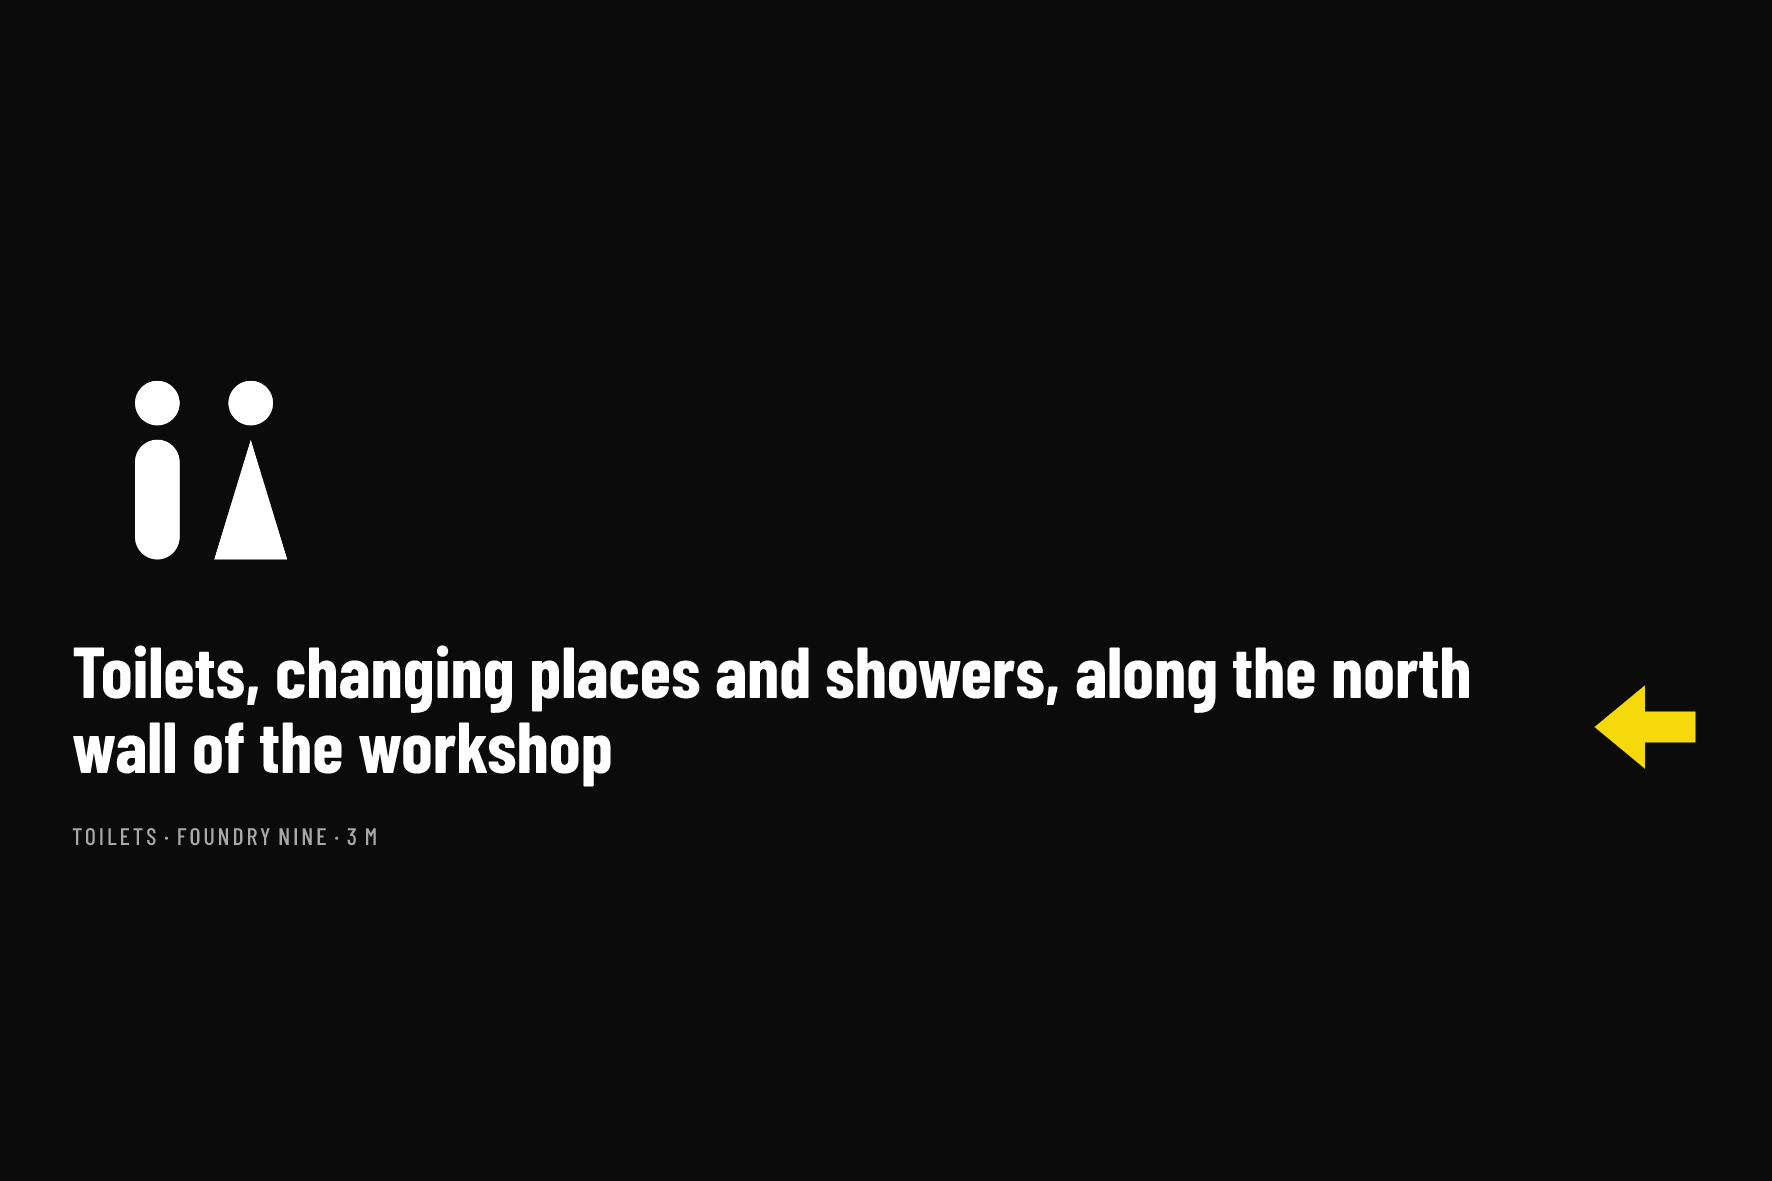 Toilets, changing places and showers, along the north
wall of the workshop
TOILETS · FOUNDRY NINE · 3 M